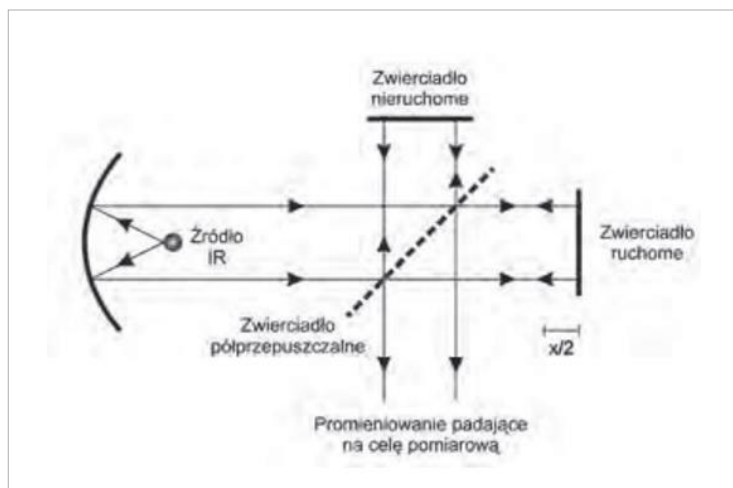 Zwierciadło
nieruchome
Źródło
IR
Zwierciadło
ruchome
Zwierciadło
półprzepuszczalne
x/2
Promieniowanie padające
na celę pomiarową